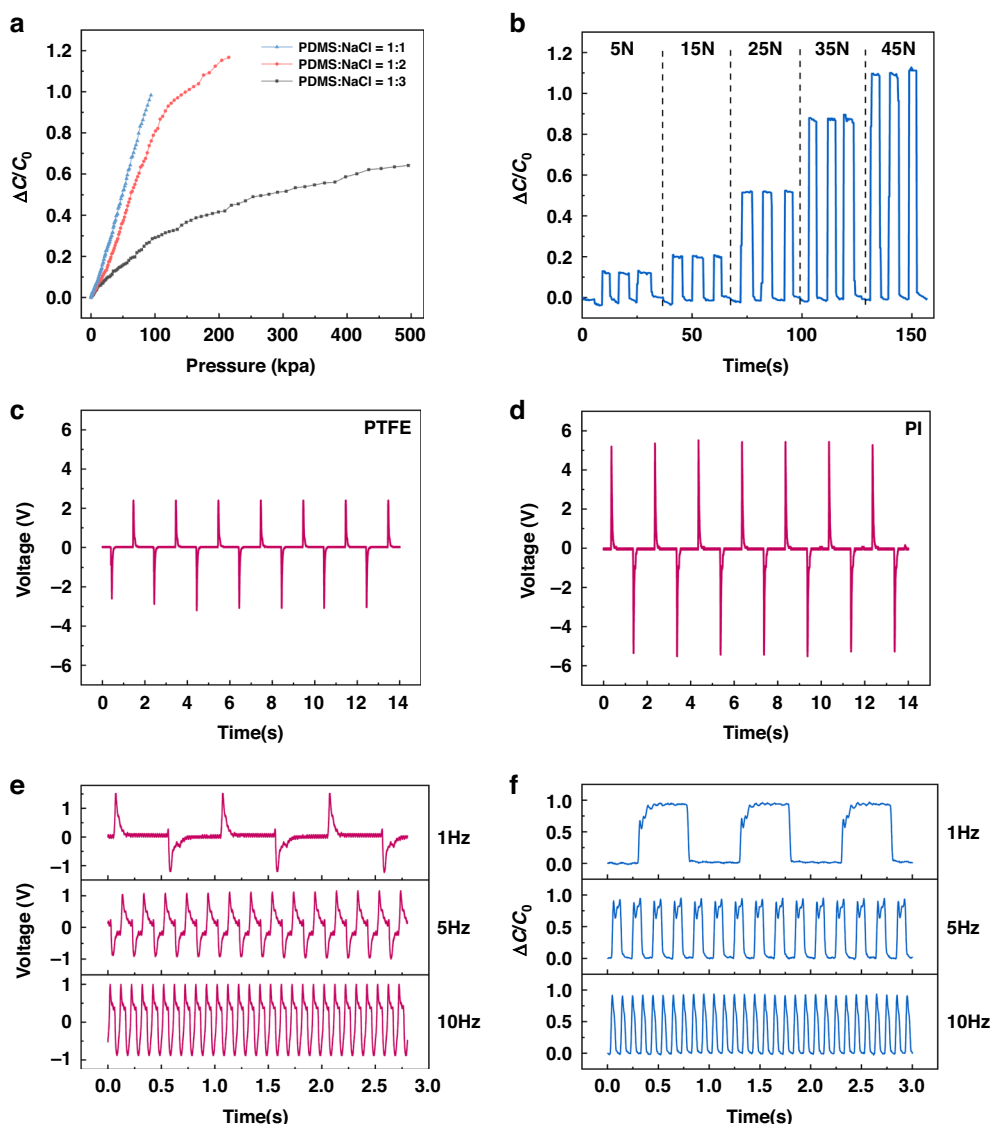 a
PDMS:NaCl = 1:1
PDMS:NaCl = 1:2
PDMS:NaCl = 1:3
1.2
1.0
0.8
0.6
0.4
0.2
0.0
ΔC/C0
0 100 200 300 400 500
Pressure (kpa)
b
5N 15N 25N 35N 45N
1.2
1.0
0.8
0.6
0.4
0.2
0.0
ΔC/C0
0 50 100 150
Time(s)
c
PTFE
6
4
2
0
−2
−4
−6
Voltage (V)
0 2 4 6 8 10 12 14
Time(s)
d
PI
6
4
2
0
−2
−4
−6
Voltage (V)
0 2 4 6 8 10 12 14
Time(s)
e
1
0
−1
1Hz
1
0
−1
5Hz
1
0
−1
10Hz
Voltage (V)
0.0 0.5 1.0 1.5 2.0 2.5 3.0
Time(s)
f
1.0
0.5
0.0
1Hz
1.0
0.5
0.0
5Hz
1.0
0.5
0.0
10Hz
ΔC/C0
0.0 0.5 1.0 1.5 2.0 2.5 3.0
Time(s)